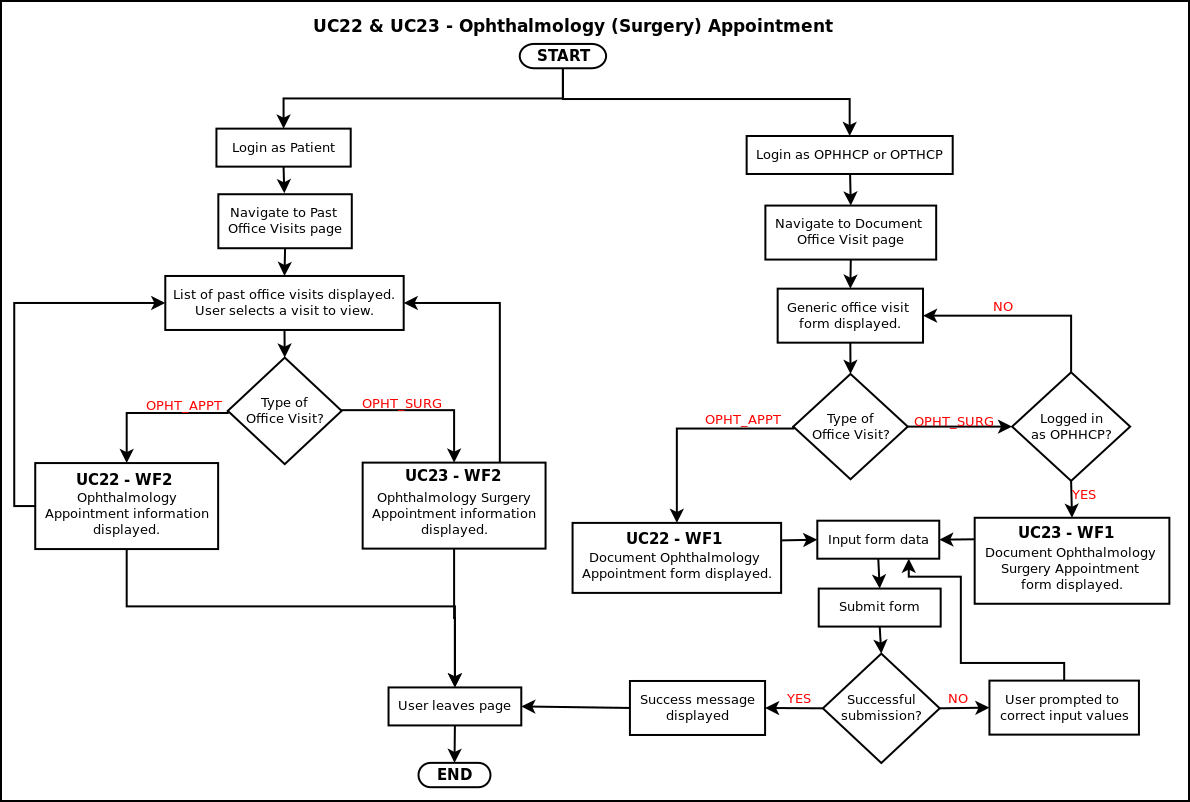 UC22 & UC23 - Ophthalmology (Surgery) Appointment
START
Login as Patient
Login as OPHHCP or OPTHCP
Navigate to Past
Office Visits page
Navigate to Document
Office Visit page
List of past office visits displayed.
User selects a visit to view.
Generic office visit
form displayed.
NO
Type of
Office Visit?
OPHT_APPT
OPHT_SURG
Type of
Office Visit?
OPHT_APPT
OPHT_SURG
Logged in
as OPHHCP?
YES
UC22 - WF2
Ophthalmology
Appointment information
displayed.
UC23 - WF2
Ophthalmology Surgery
Appointment information
displayed.
UC22 - WF1
Document Ophthalmology
Appointment form displayed.
Input form data
UC23 - WF1
Document Ophthalmology
Surgery Appointment
form displayed.
Submit form
User leaves page
Success message
displayed
YES
Successful
submission?
NO
User prompted to
correct input values
END